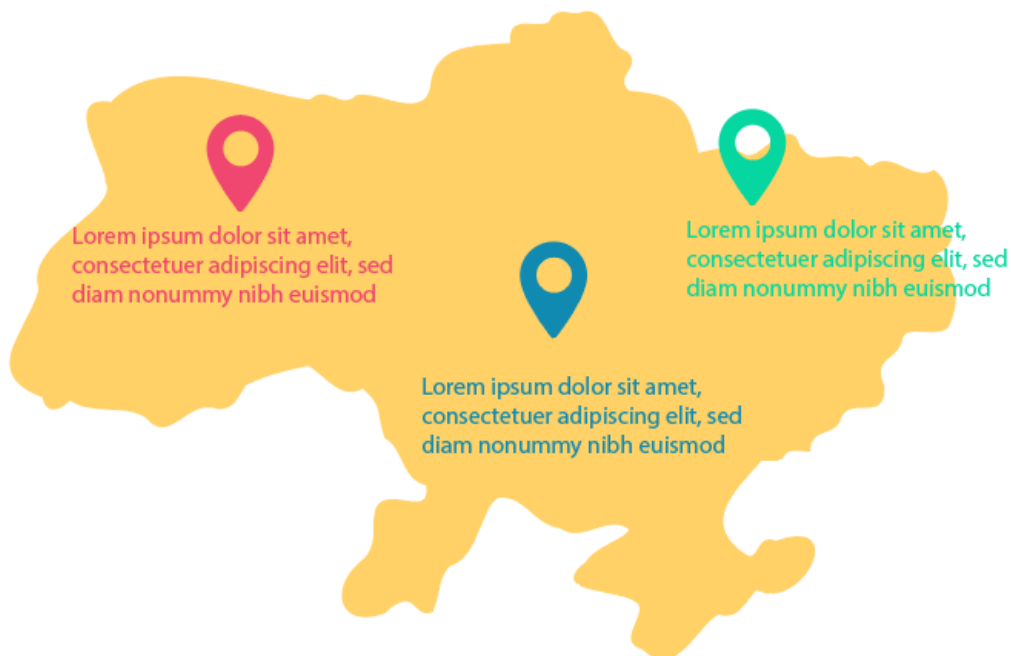 Lorem ipsum dolor sit amet,
consectetuer adipiscing elit, sed
diam nonummy nibh euismod
Lorem ipsum dolor sit amet,
consectetuer adipiscing elit, sed
diam nonummy nibh euismod
Lorem ipsum dolor sit amet,
consectetuer adipiscing elit, sed
diam nonummy nibh euismod